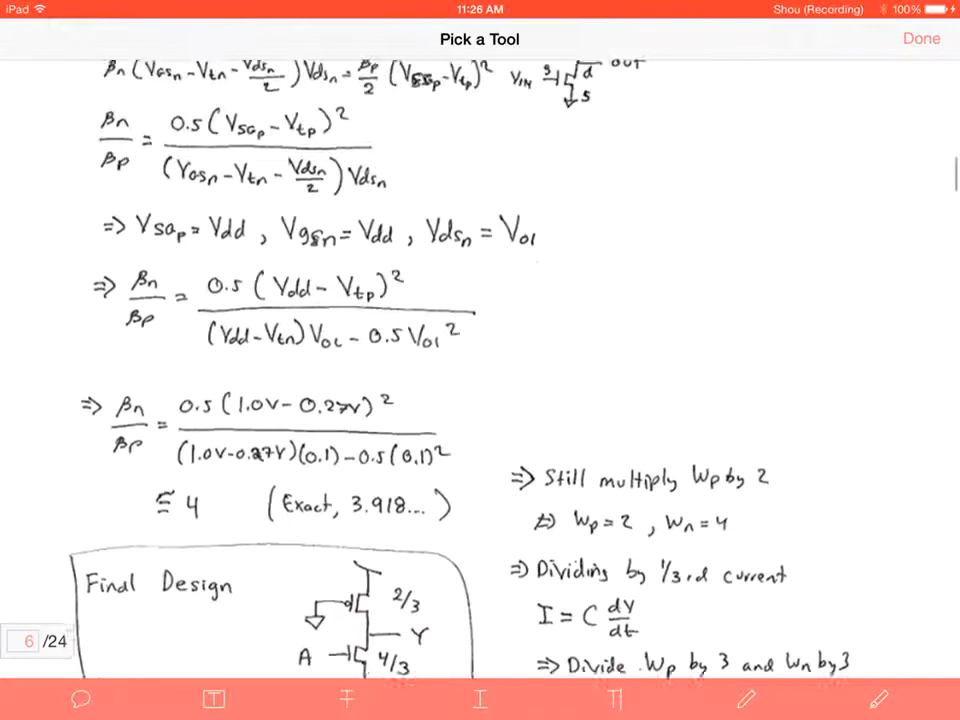 iPad 11:26 AM Shou (Recording) 100%
Pick a Tool Done
βn (VGSn - Vtn - Vdsn/2) Vdsn = βp/2 (VSGp - Vtp)² VIN g d OUT
s
βn/βp = 0.5 (VSGp - Vtp)² / (VGSn - Vtn - Vdsn/2) Vdsn
=> VSGp = Vdd , Vgsn = Vdd , Vdsn = Vol
=> βn/βp = 0.5 (Vdd - Vtp)² / (Vdd - Vtn) VOL - 0.5 Vol²
=> βn/βp = 0.5 (1.0V - 0.27V)² / (1.0V - 0.27V)(0.1) - 0.5 (0.1)²
≅ 4 (Exact, 3.918...)
=> Still multiply Wp by 2
=> Wp = 2 , Wn = 4
=> Dividing by 1/3.rd current
I = C dV/dt
=> Divide Wp by 3 and Wn by 3
Final Design
2/3
Y
A 4/3
6 /24